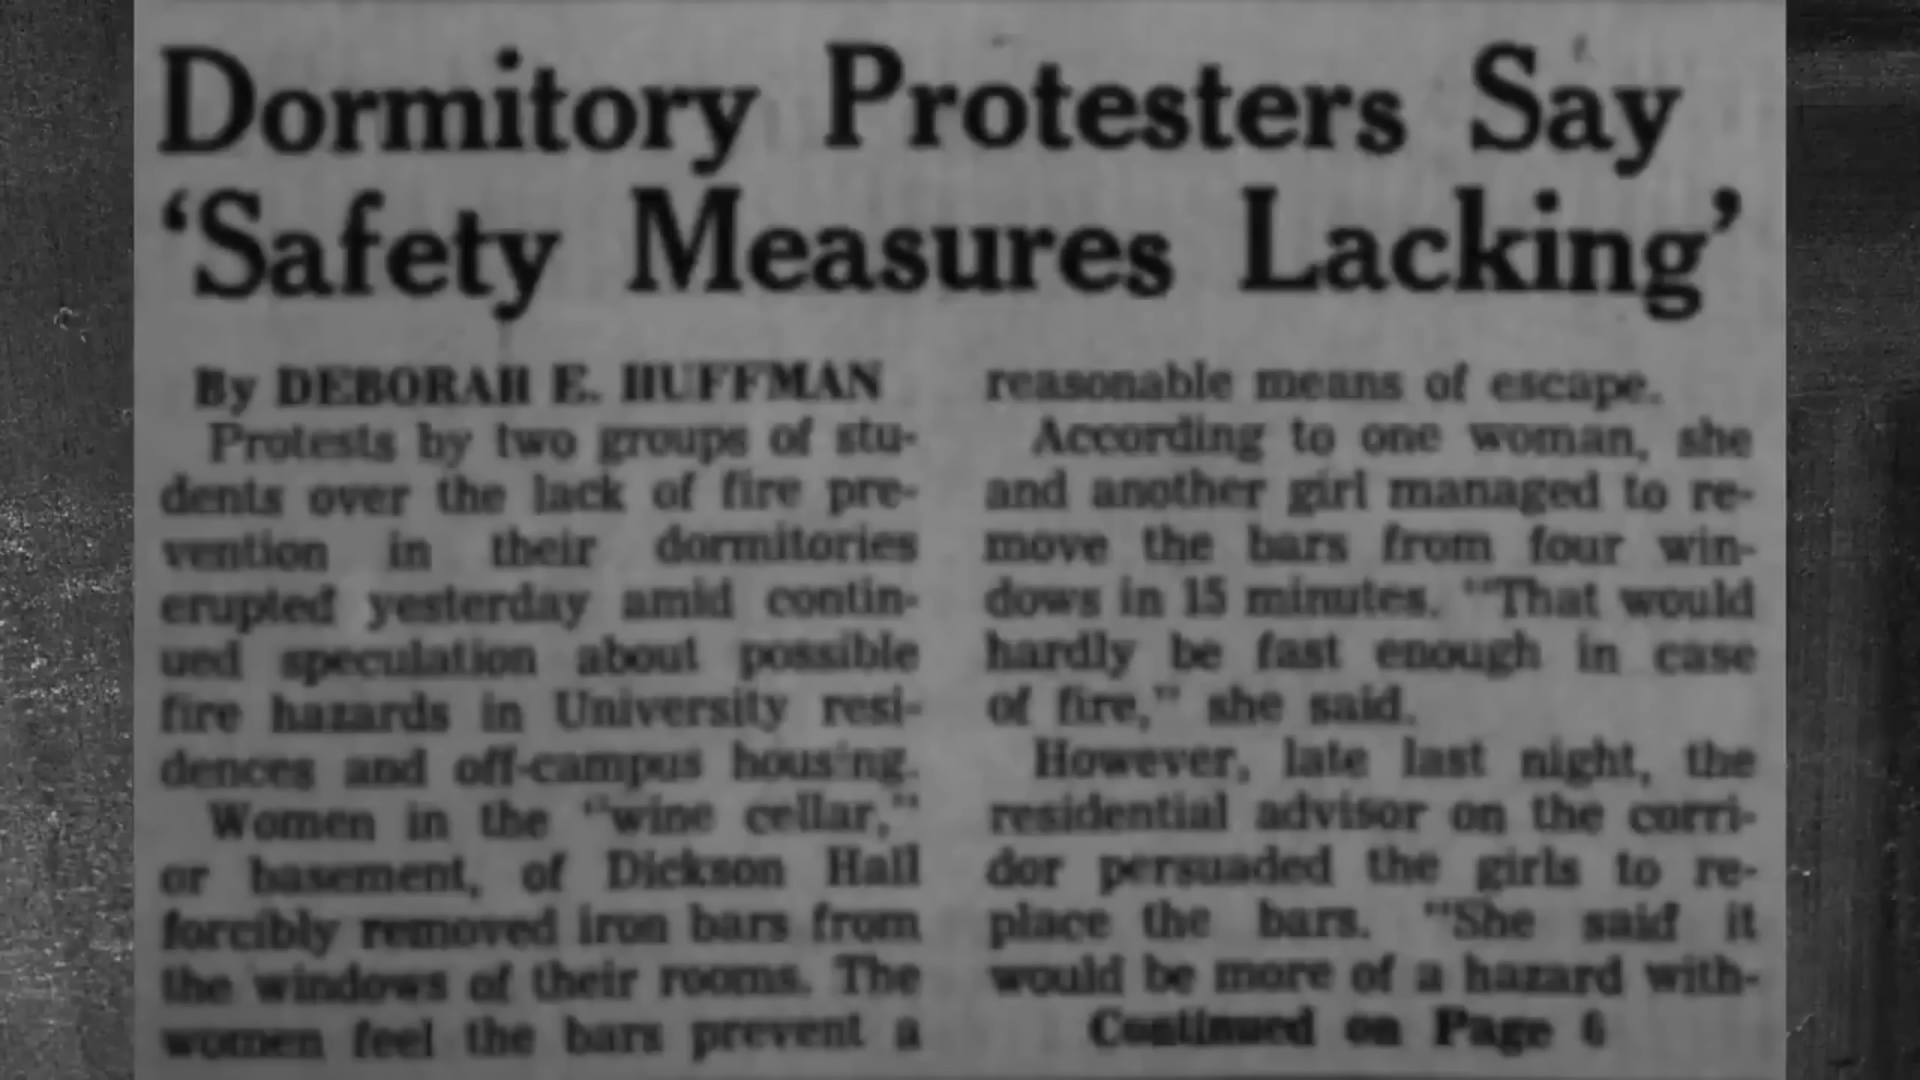 Dormitory Protesters Say
‘Safety Measures Lacking’
By DEBORAH E. HUFFMAN
Protests by two groups of stu-
dents over the lack of fire pre-
vention in their dormitories
erupted yesterday amid contin-
ued speculation about possible
fire hazards in University resi-
dences and off-campus housing.
Women in the "wine cellar,"
or basement, of Dickson Hall
forcibly removed iron bars from
the windows of their rooms. The
women feel the bars prevent a
reasonable means of escape.
According to one woman, she
and another girl managed to re-
move the bars from four win-
dows in 15 minutes. "That would
hardly be fast enough in case
of fire," she said.
However, late last night, the
residential advisor on the corri-
dor persuaded the girls to re-
place the bars. "She said it
would be more of a hazard with-
Continued on Page 6